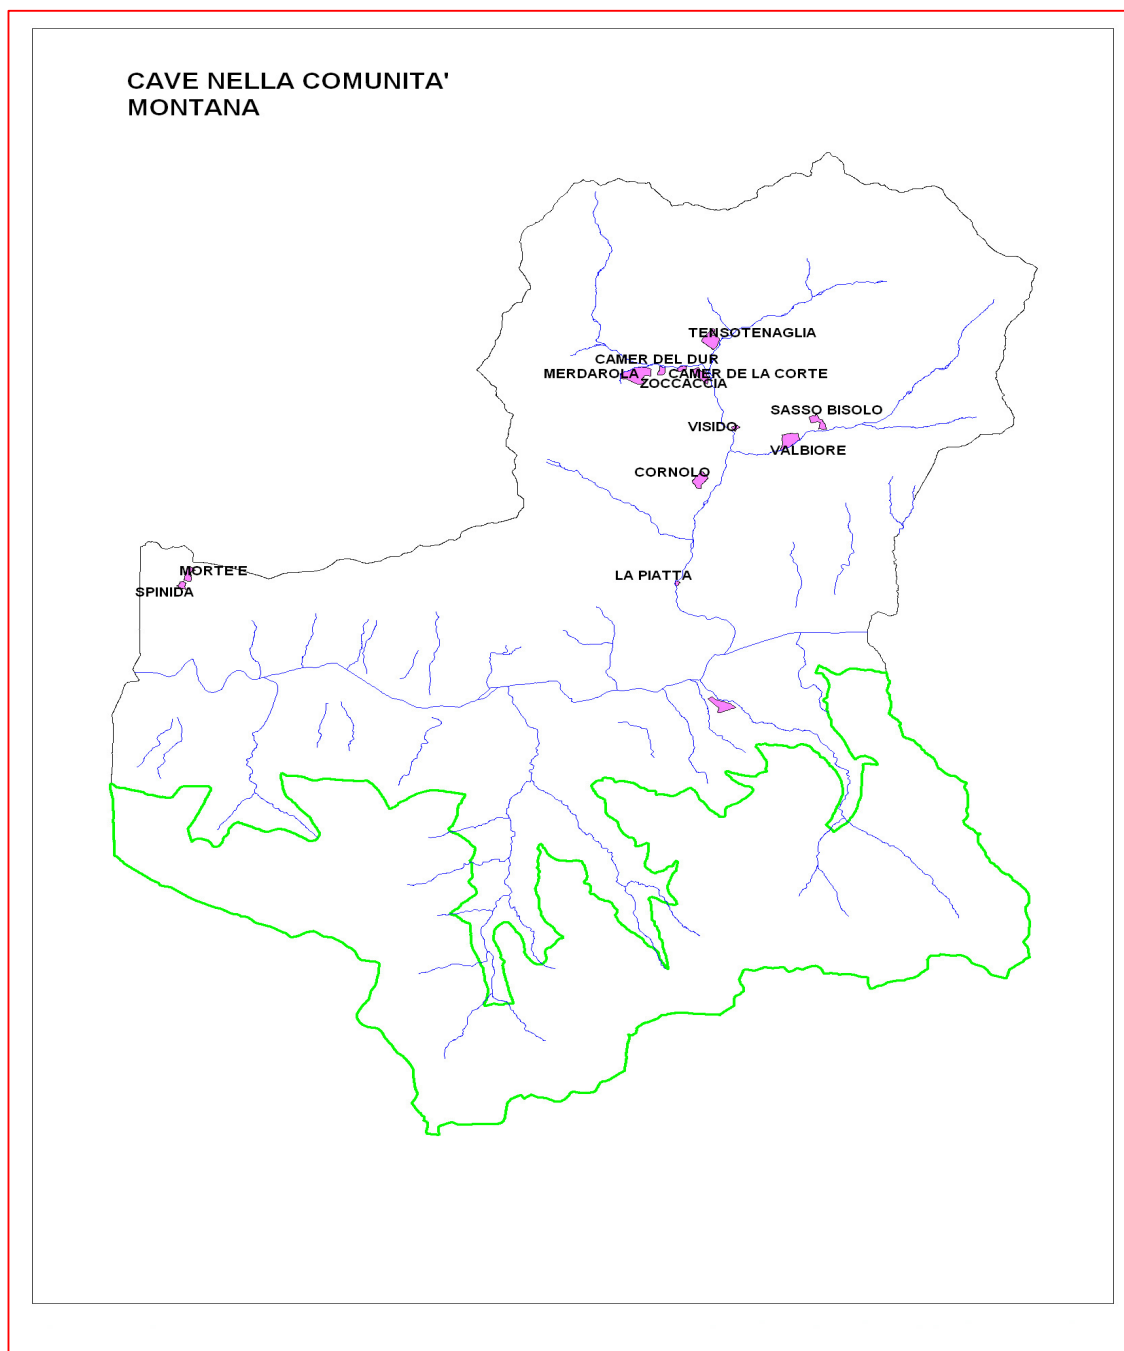 CAVE NELLA COMUNITA'
MONTANA
TENSOTENAGLIA
CAMER DEL DUR
MERDAROLA
CAMER DE LA CORTE
ZOCCACCIA
SASSO BISOLO
VISIDO
VALBIORE
CORNOLO
MORTE'E
LA PIATTA
SPINIDA